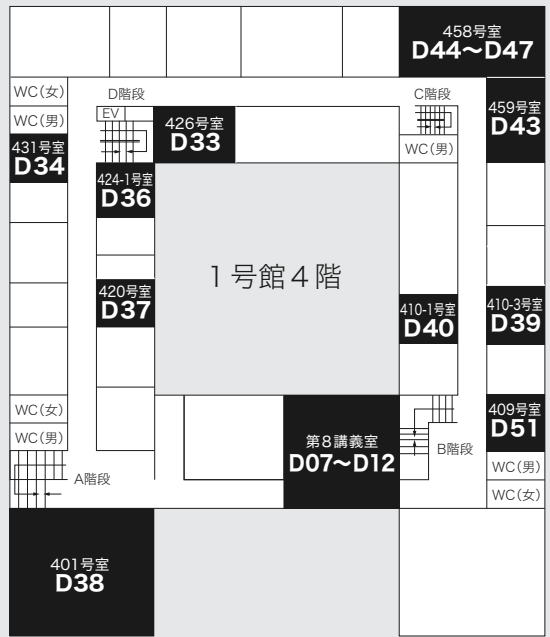 458号室
D44〜D47
WC(女)
D階段
C階段
WC(男)
EV
426号室
D33
459号室
D43
431号室
D34
WC(男)
424-1号室
D36
1号館4階
420号室
D37
410-1号室
D40
410-3号室
D39
WC(女)
WC(男)
第8講義室
D07〜D12
409号室
D51
B階段
A階段
WC(男)
WC(女)
401号室
D38